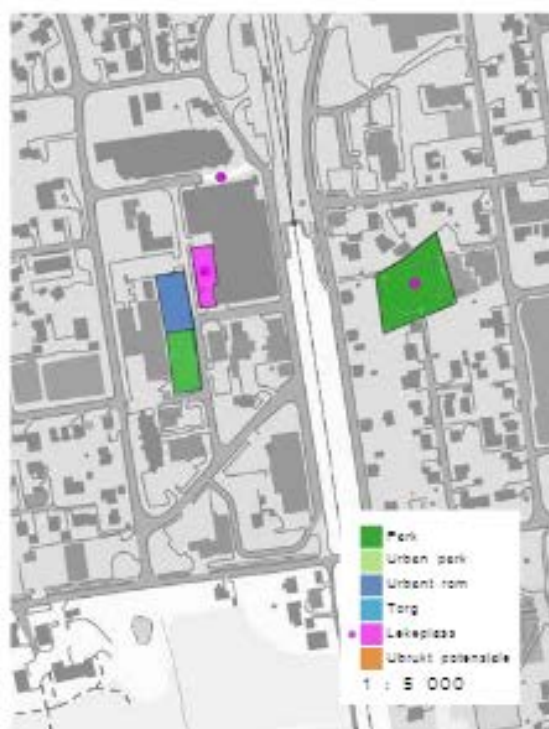 Park
Urban park
Urbant rom
Torg
Lekeplass
Ubrukt potensiale
1 : 5 000